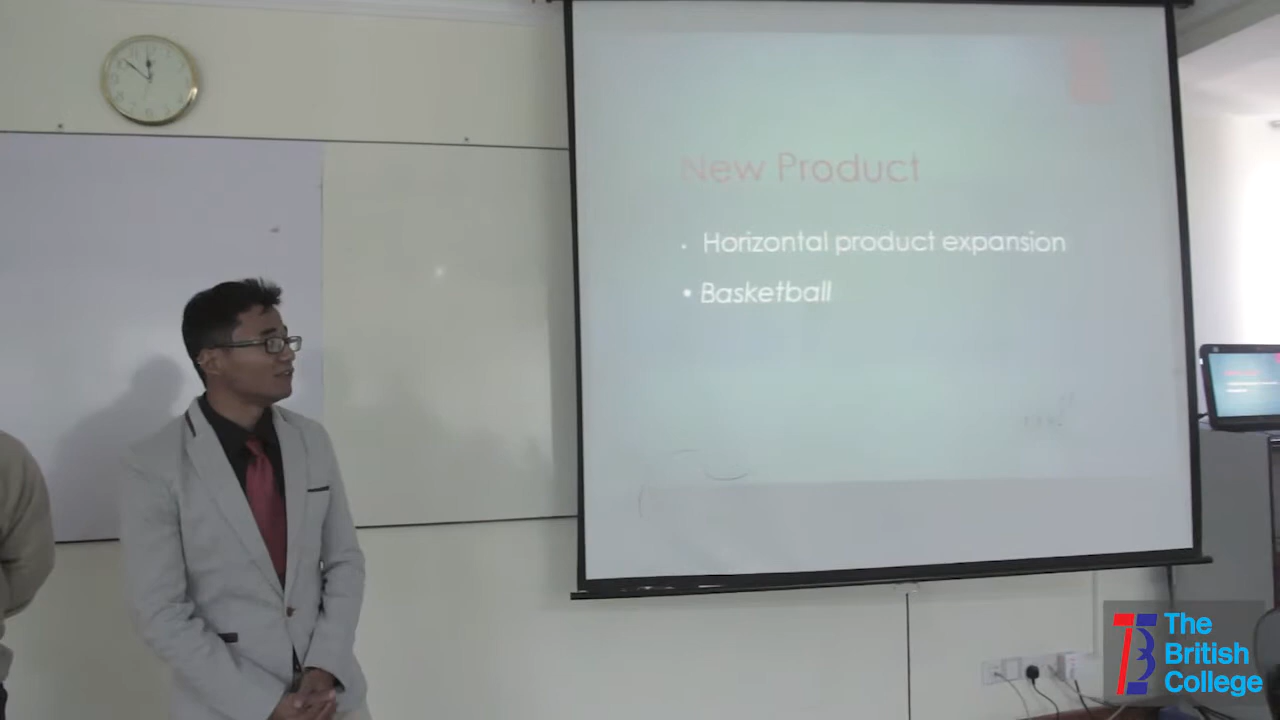 New Product
• Horizontal product expansion
• Basketball
The
British
College